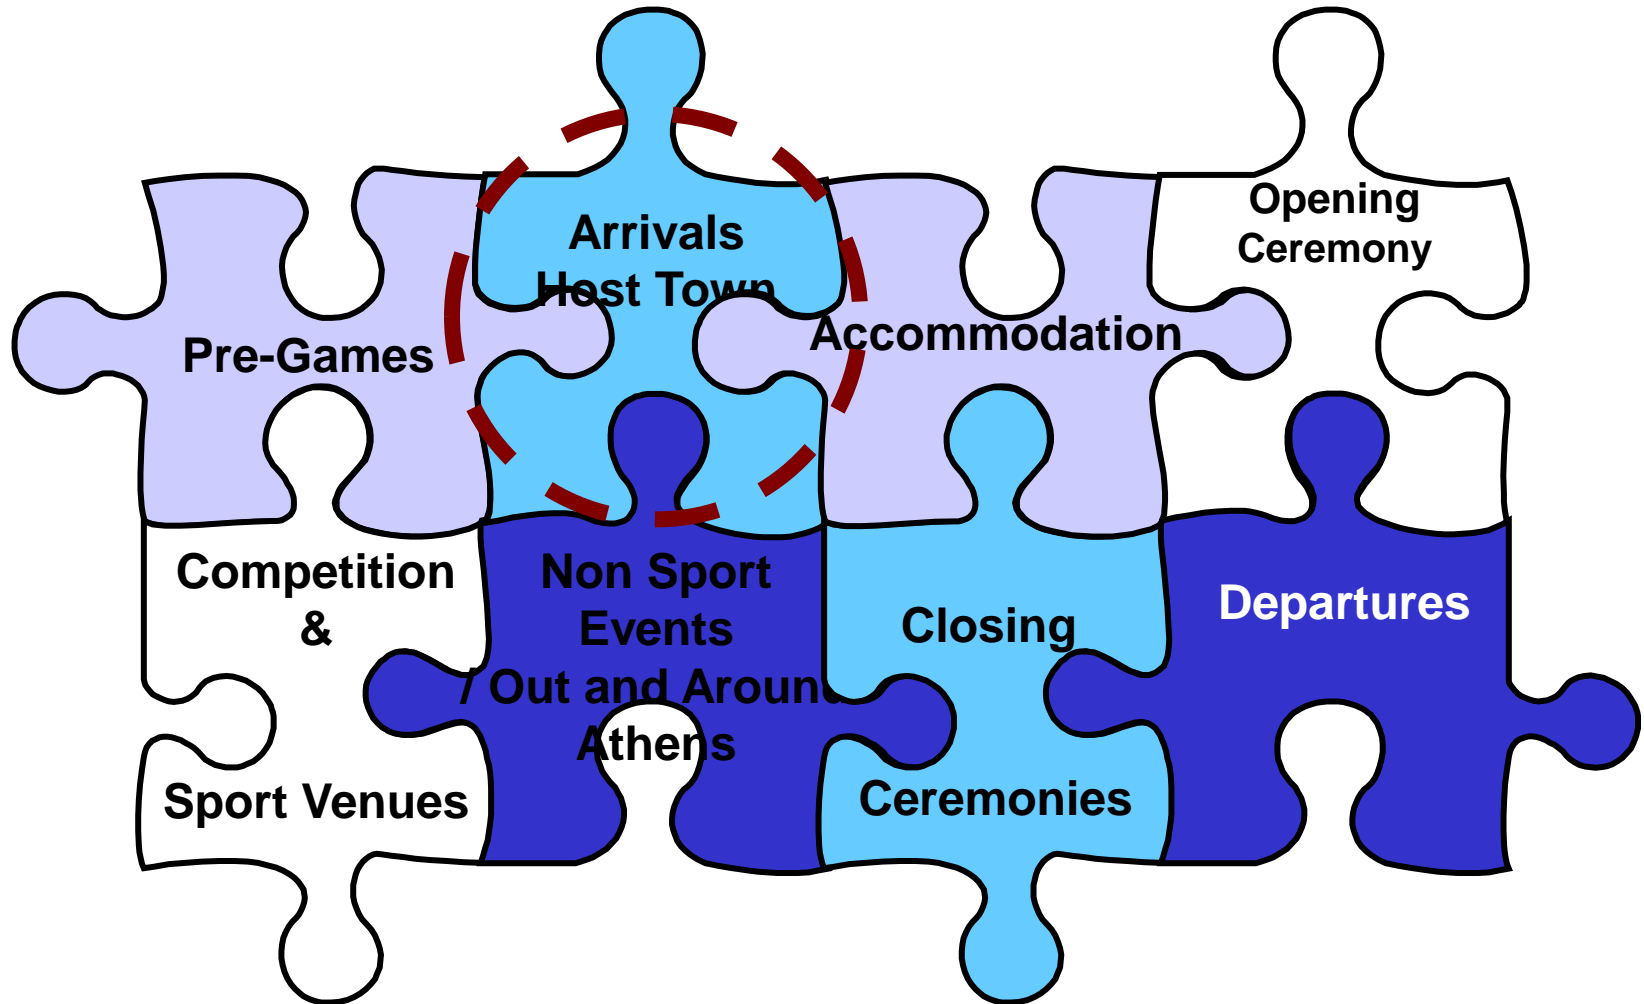 Pre-Games
Arrivals
Host Town
Accommodation
Opening
Ceremony
Competition
&
Sport Venues
Non Sport
Events
/ Out and Around
Athens
Closing
Ceremonies
Departures